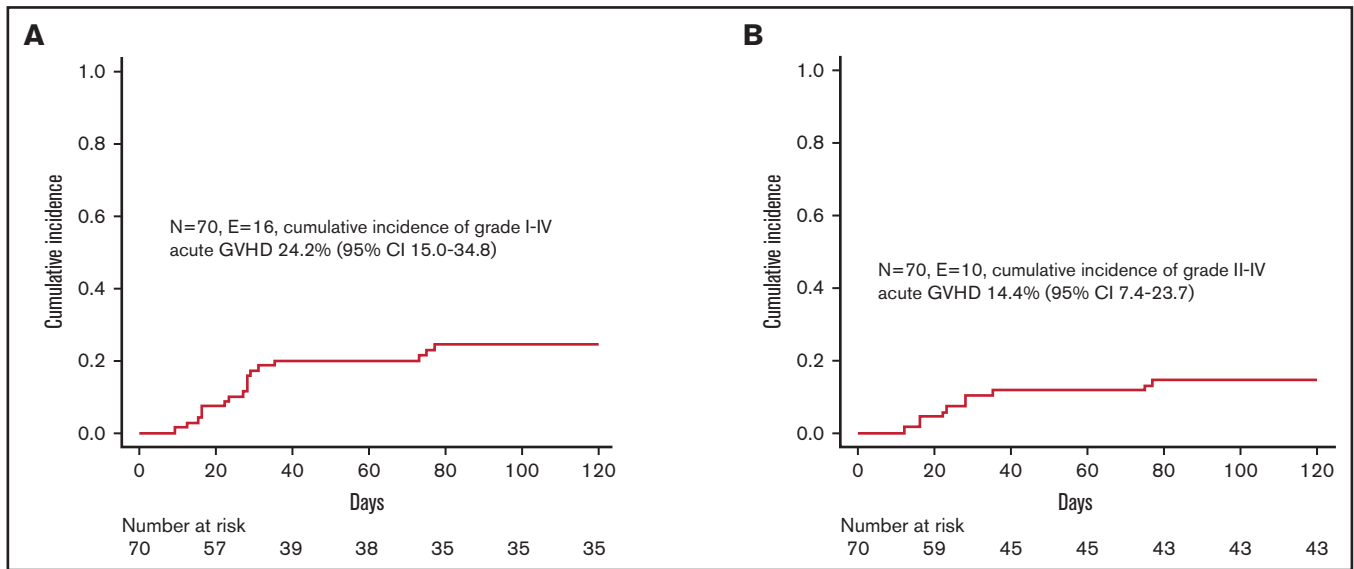 A
1.0
0.8
0.6
0.4
0.2
0.0
Cumulative incidence
N=70, E=16, cumulative incidence of grade I-IV
acute GVHD 24.2% (95% CI 15.0-34.8)
0 20 40 60 80 100 120
Days
Number at risk
70 57 39 38 35 35 35
B
1.0
0.8
0.6
0.4
0.2
0.0
Cumulative incidence
N=70, E=10, cumulative incidence of grade II-IV
acute GVHD 14.4% (95% CI 7.4-23.7)
0 20 40 60 80 100 120
Days
Number at risk
70 59 45 45 43 43 43